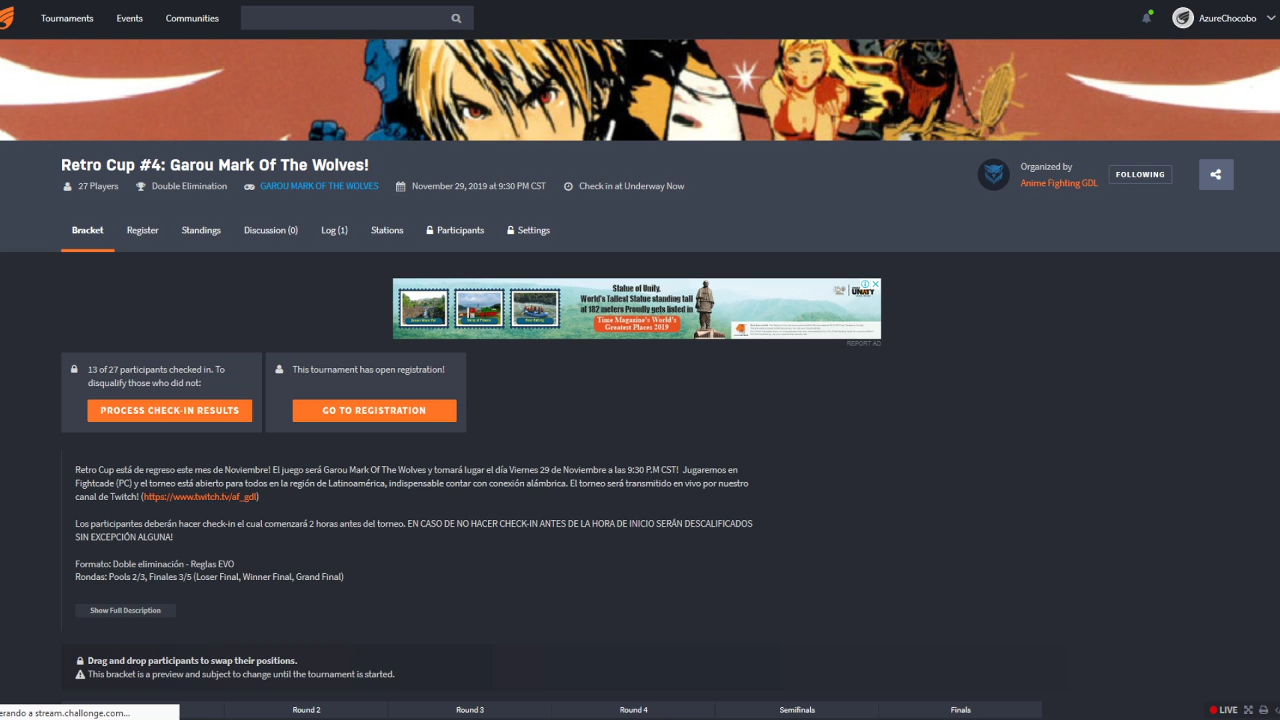 Tournaments Events Communities AzureChocobo
Retro Cup #4: Garou Mark Of The Wolves!
27 Players Double Elimination GAROU MARK OF THE WOLVES November 29, 2019 at 9:30 PM CST Check in at Underway Now
Organized by
Anime Fighting GDL
FOLLOWING
Bracket Register Standings Discussion (0) Log (1) Stations Participants Settings
Statue of Unity,
World's Tallest Statue standing tall
at 182 meters Proudly gets listed in
Time Magazine's World's
Greatest Places 2019
UNITY
REPORT AD
13 of 27 participants checked in. To
disqualify those who did not:
PROCESS CHECK-IN RESULTS
This tournament has open registration!
GO TO REGISTRATION
Retro Cup está de regreso este mes de Noviembre! El juego será Garou Mark Of The Wolves y tomará lugar el día Viernes 29 de Noviembre a las 9:30 P.M CST! Jugaremos en
Fightcade (PC) y el torneo está abierto para todos en la región de Latinoamérica, indispensable contar con conexión alámbrica. El torneo será transmitido en vivo por nuestro
canal de Twitch! (https://www.twitch.tv/af_gdl)
Los participantes deberán hacer check-in el cual comenzará 2 horas antes del torneo. EN CASO DE NO HACER CHECK-IN ANTES DE LA HORA DE INICIO SERÁN DESCALIFICADOS
SIN EXCEPCIÓN ALGUNA!
Formato: Doble eliminación - Reglas EVO
Rondas: Pools 2/3, Finales 3/5 (Loser Final, Winner Final, Grand Final)
Show Full Description
Drag and drop participants to swap their positions.
This bracket is a preview and subject to change until the tournament is started.
Round 2 Round 3 Round 4 Semifinals Finals
LIVE
erando a stream.challonge.com...